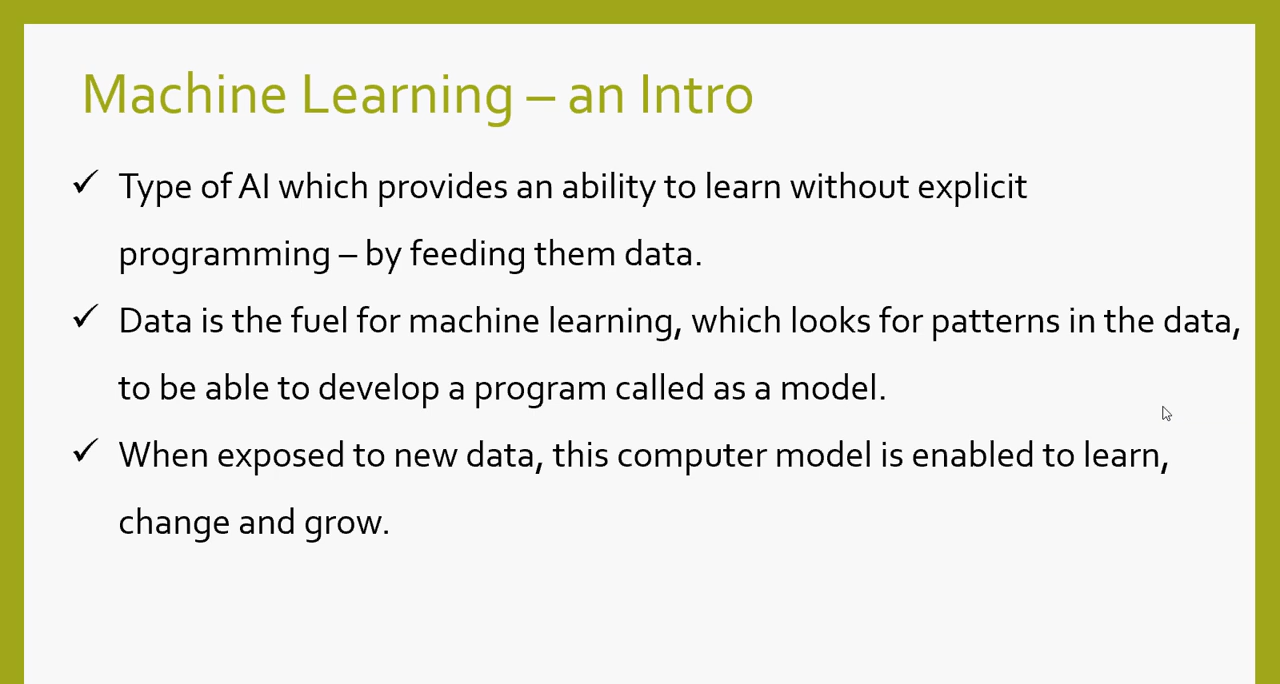 Machine Learning – an Intro
✓ Type of AI which provides an ability to learn without explicit
programming – by feeding them data.
✓ Data is the fuel for machine learning, which looks for patterns in the data,
to be able to develop a program called as a model.
✓ When exposed to new data, this computer model is enabled to learn,
change and grow.